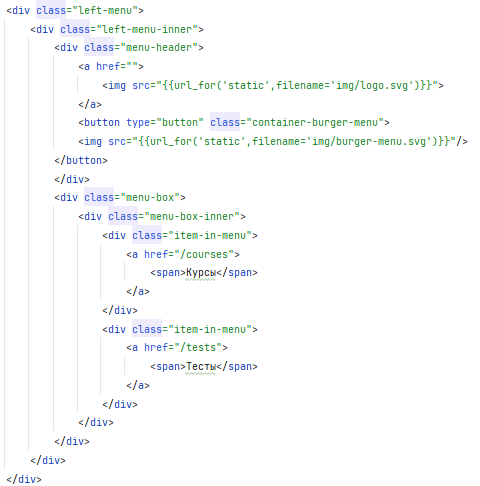 <div class="left-menu">
<div class="left-menu-inner">
<div class="menu-header">
<a href="">
<img src="{{url_for('static',filename='img/logo.svg')}}">
</a>
<button type="button" class="container-burger-menu">
<img src="{{url_for('static',filename='img/burger-menu.svg')}}"/>
</button>
</div>
<div class="menu-box">
<div class="menu-box-inner">
<div class="item-in-menu">
<a href="/courses">
<span>Курсы</span>
</a>
</div>
<div class="item-in-menu">
<a href="/tests">
<span>Тесты</span>
</a>
</div>
</div>
</div>
</div>
</div>